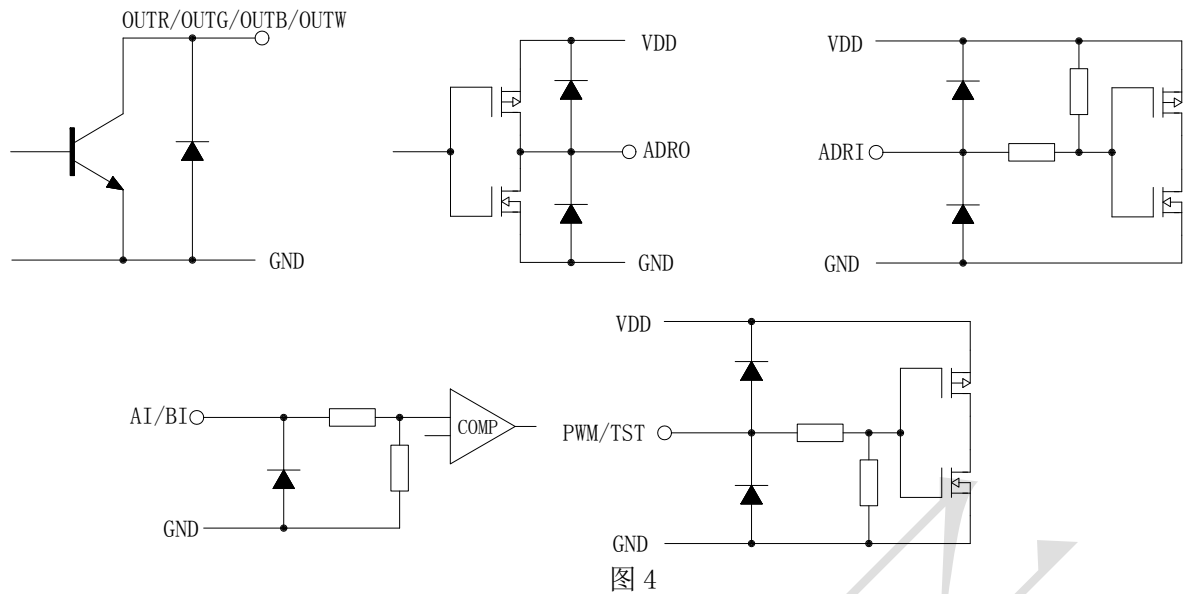 OUTR/OUTG/OUTB/OUTW
GND
VDD
ADRO
GND
VDD
ADRI
GND
AI/BI
COMP
GND
VDD
PWM/TST
GND
图 4